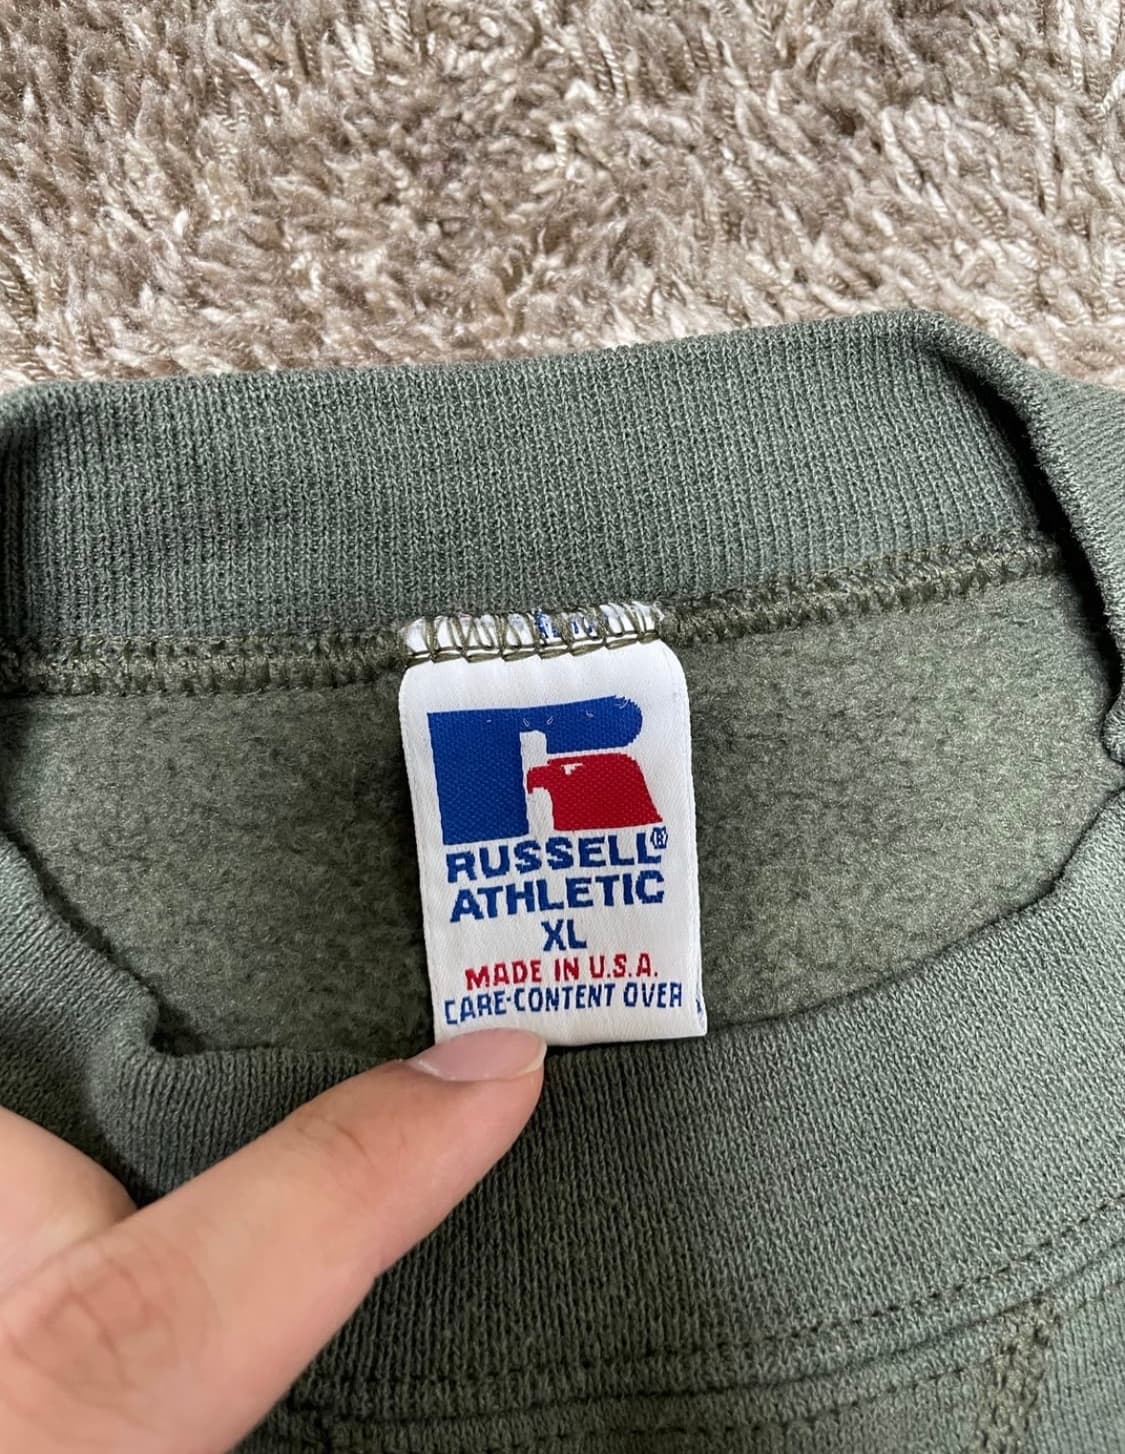 RUSSELL®
ATHLETIC
XL
MADE IN U.S.A.
CARE-CONTENT OVER